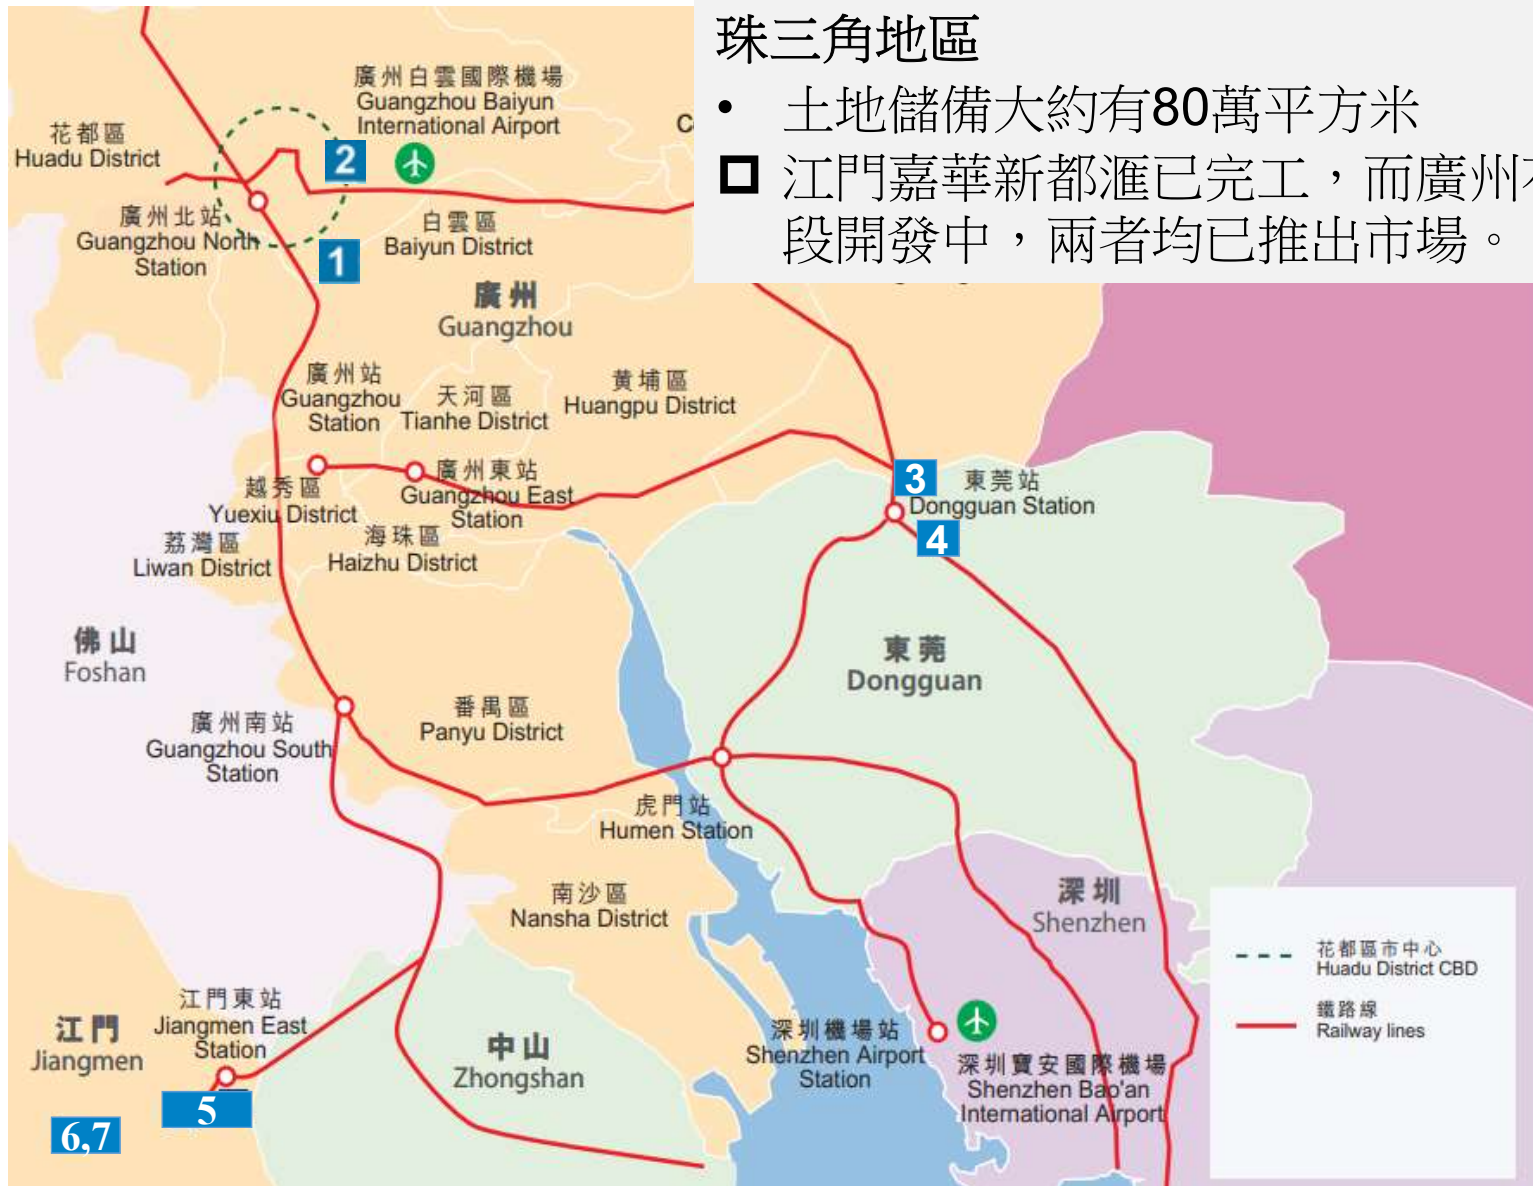 珠三角地區
• 土地儲備大約有80萬平方米
江門嘉華新都滙已完工，而廣州
段開發中，兩者均已推出市場。
廣州白雲國際機場
Guangzhou Baiyun
International Airport
C
花都區
Huadu District
2
廣州北站
Guangzhou North
Station
白雲區
Baiyun District
1
廣州
Guangzhou
廣州站
Guangzhou
Station
天河區
Tianhe District
黄埔區
Huangpu District
越秀區
Yuexiu District
廣州東站
Guangzhou East
Station
3
東莞站
Dongguan Station
4
荔灣區
Liwan District
海珠區
Haizhu District
佛山
Foshan
東莞
Dongguan
廣州南站
Guangzhou South
Station
番禺區
Panyu District
虎門站
Humen Station
南沙區
Nansha District
深圳
Shenzhen
花都區市中心
Huadu District CBD
鐵路線
Railway lines
江門東站
Jiangmen East
Station
江門
Jiangmen
中山
Zhongshan
深圳機場站
Shenzhen Airport
Station
深圳寶安國際機場
Shenzhen Bao'an
International Airport
5
6,7